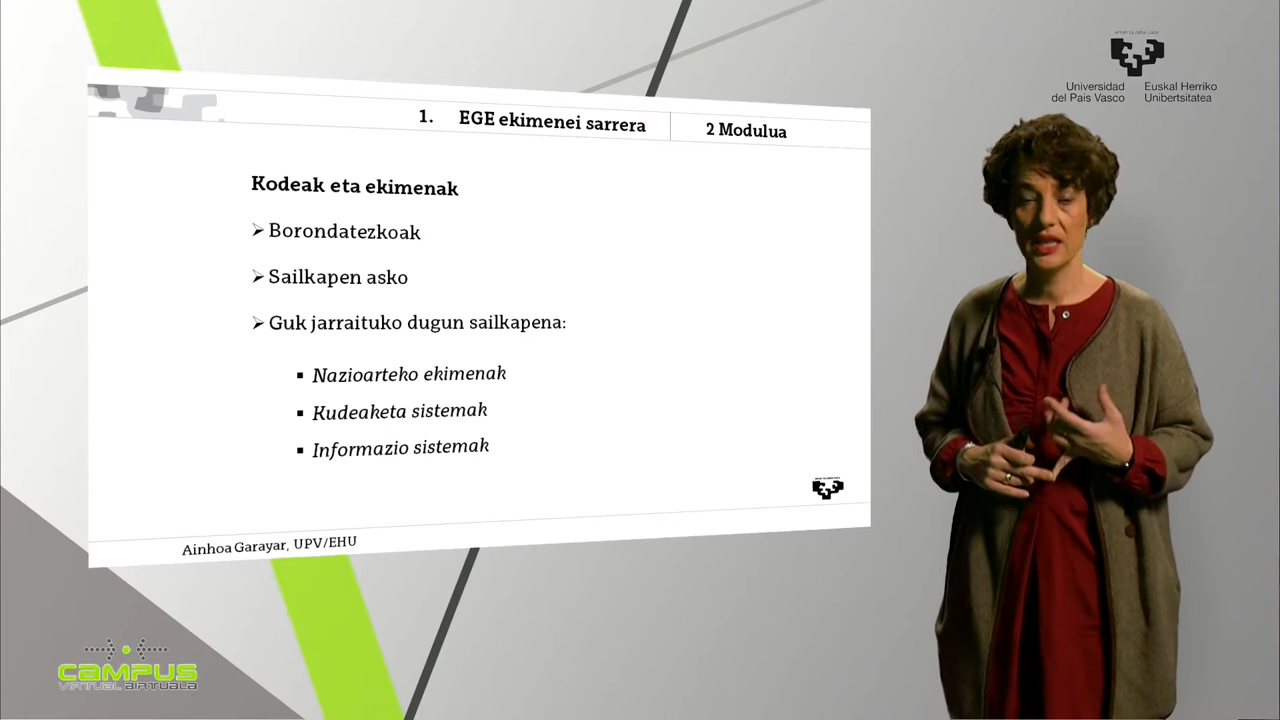 1. EGE ekimenei sarrera
2 Modulua
Kodeak eta ekimenak
Borondatezkoak
Sailkapen asko
Guk jarraituko dugun sailkapena:
Nazioarteko ekimenak
Kudeaketa sistemak
Informazio sistemak
Ainhoa Garayar, UPV/EHU
Universidad
del País Vasco
Euskal Herriko
Unibertsitatea
CAMPUS
VIRTUAL BIRTUALA